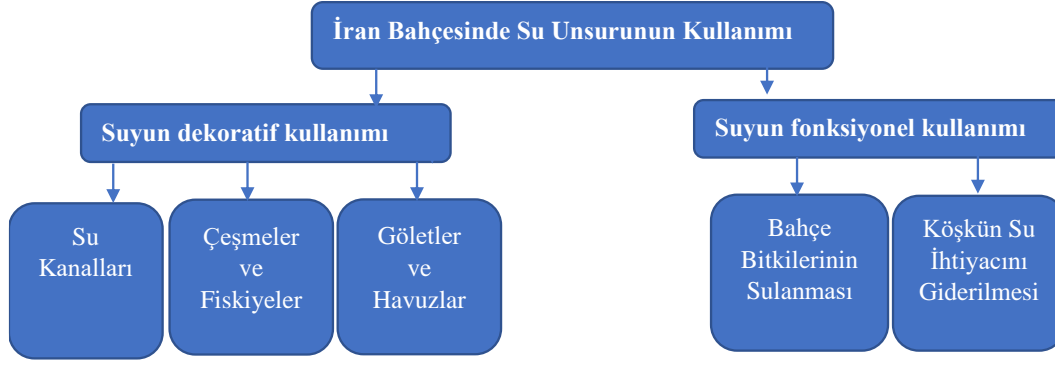 İran Bahçesinde Su Unsurunun Kullanımı
Suyun dekoratif kullanımı
Suyun fonksiyonel kullanımı
Su
Kanalları
Çeşmeler
ve
Fiskiyeler
Göletler
ve
Havuzlar
Bahçe
Bitkilerinin
Sulanması
Köşkün Su
İhtiyacını
Giderilmesi